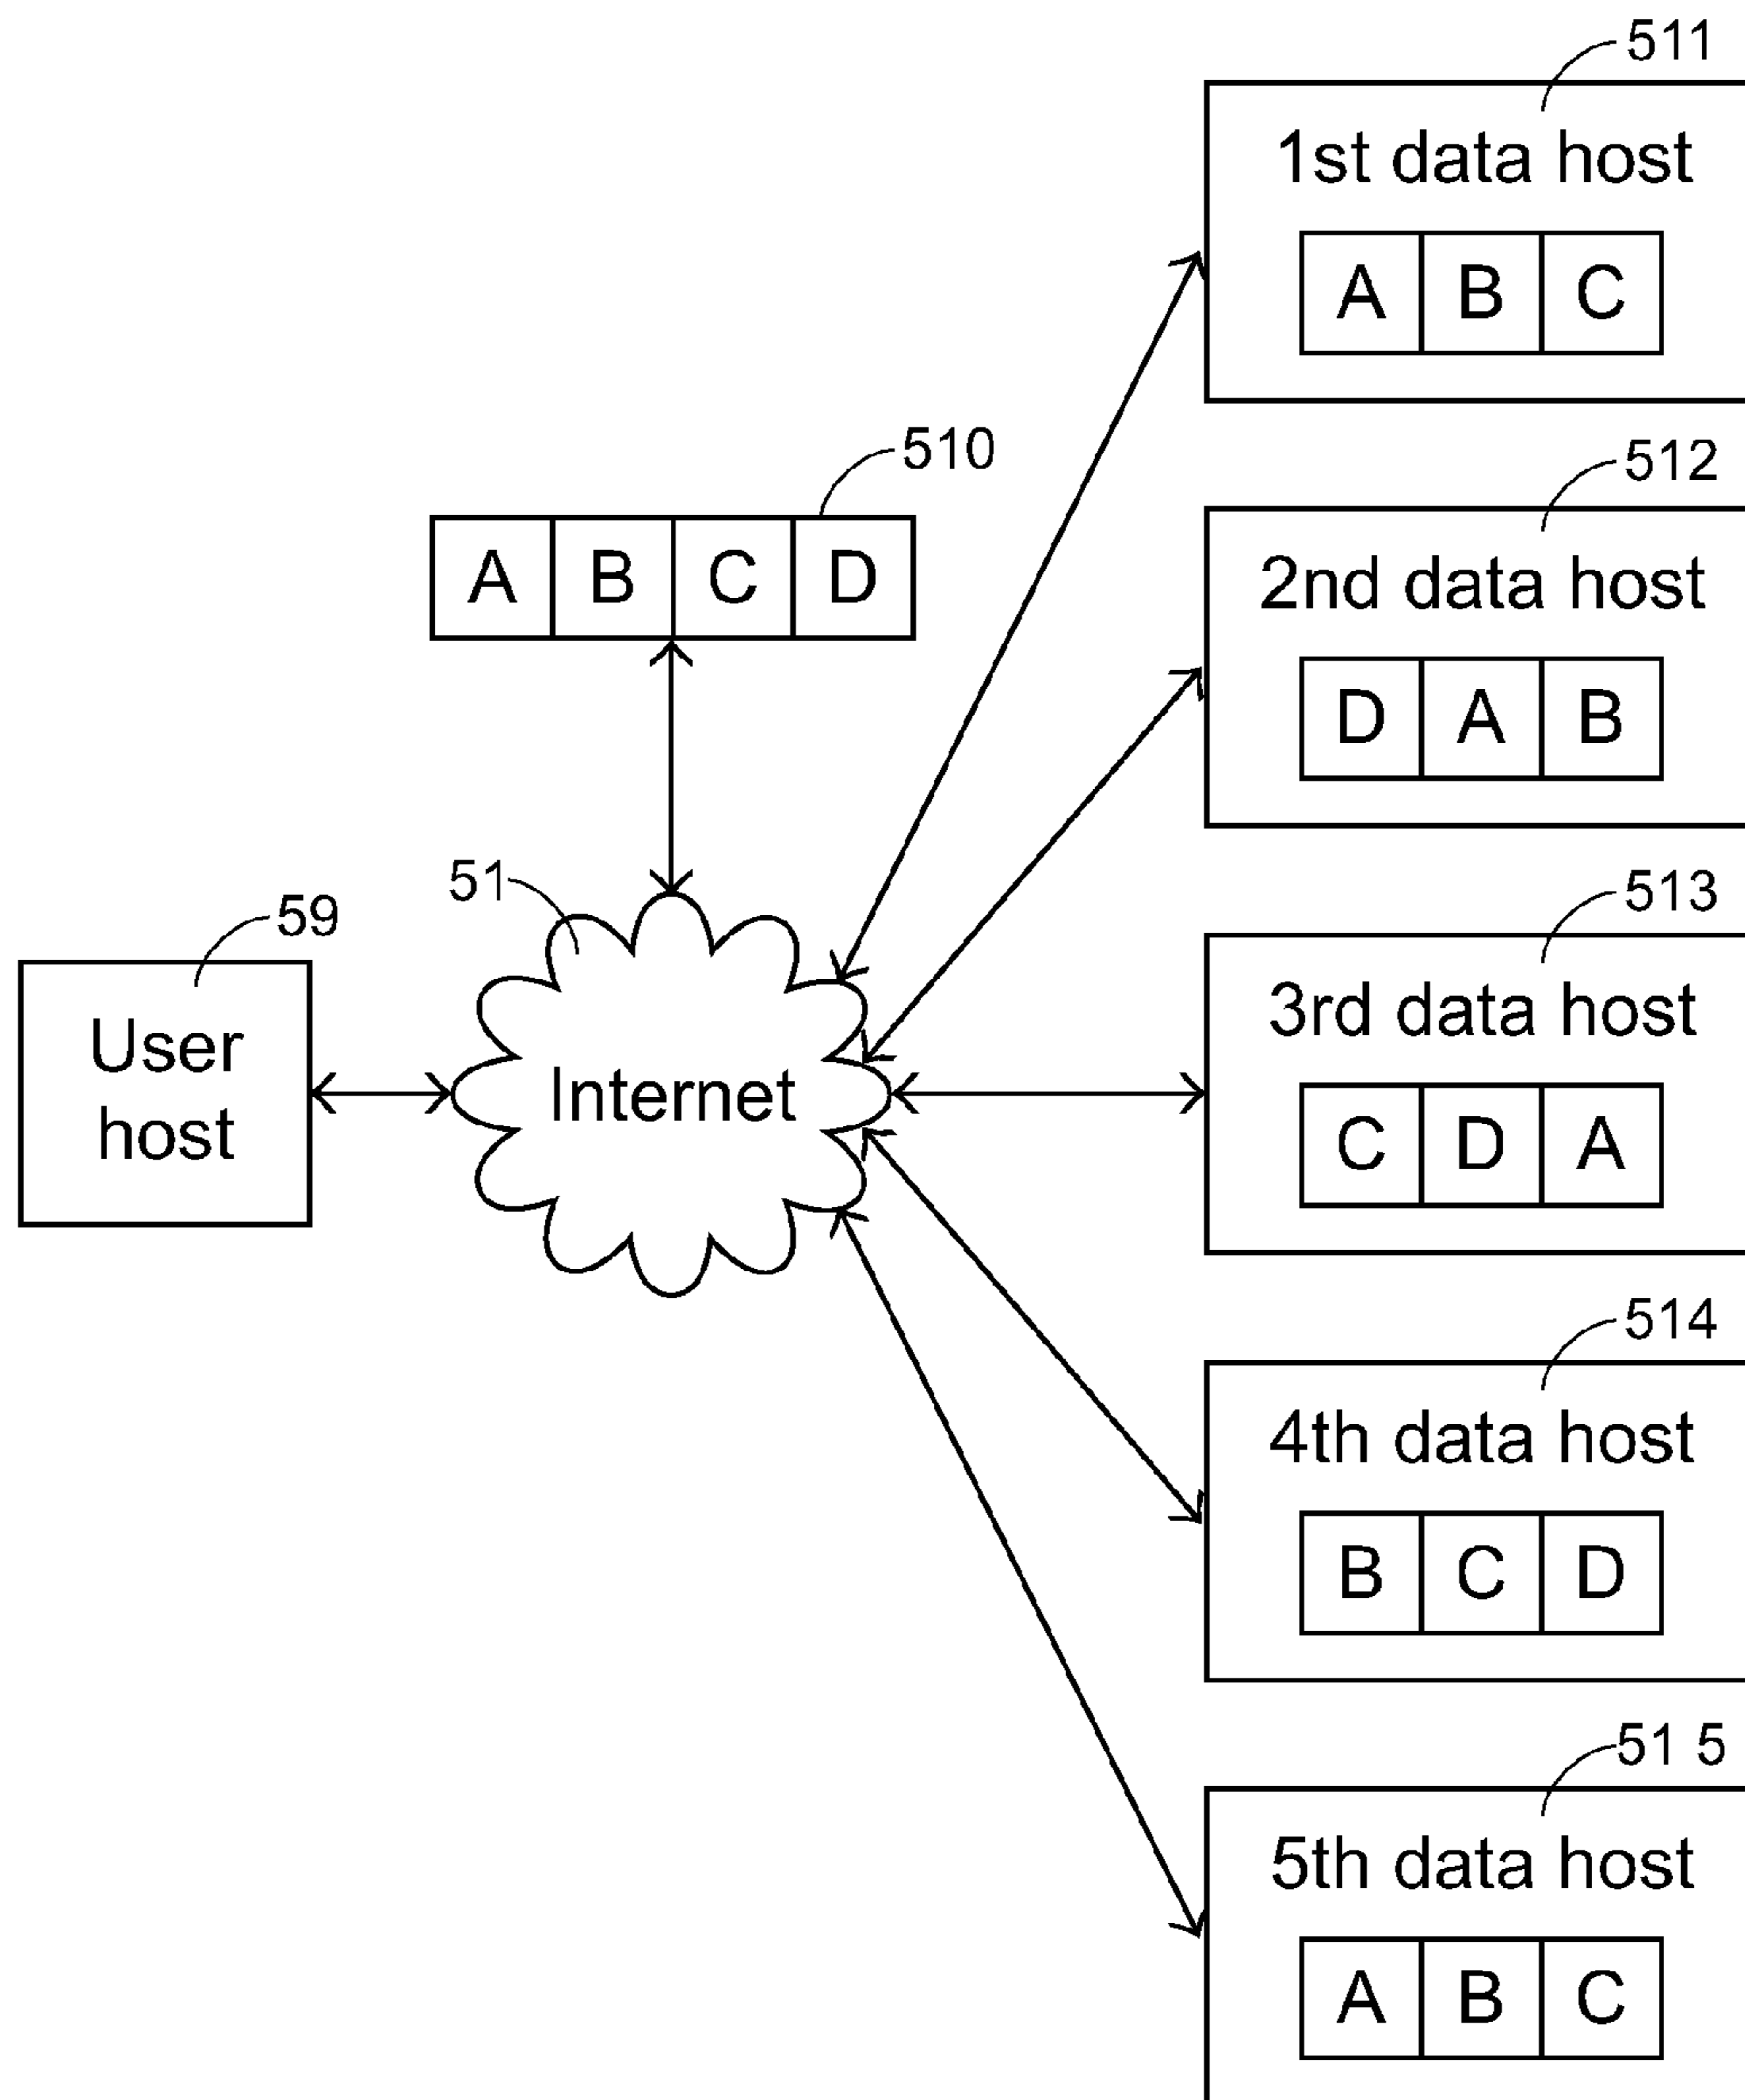 511
1st data host
A B C
510
A B C D
512
2nd data host
D A B
51
59
User
host
Internet
513
3rd data host
C D A
514
4th data host
B C D
51 5
5th data host
A B C